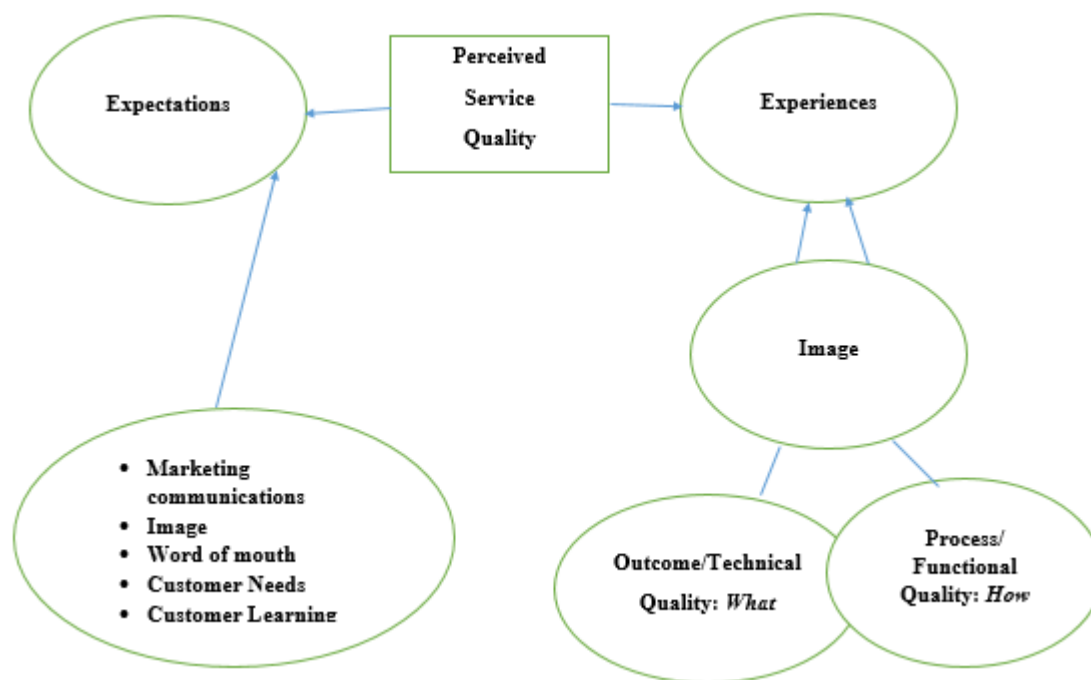 Expectations
Perceived
Service
Quality
Experiences
Image
• Marketing
communications
• Image
• Word of mouth
• Customer Needs
• Customer Learning
Outcome/Technical
Quality: What
Process/
Functional
Quality: How